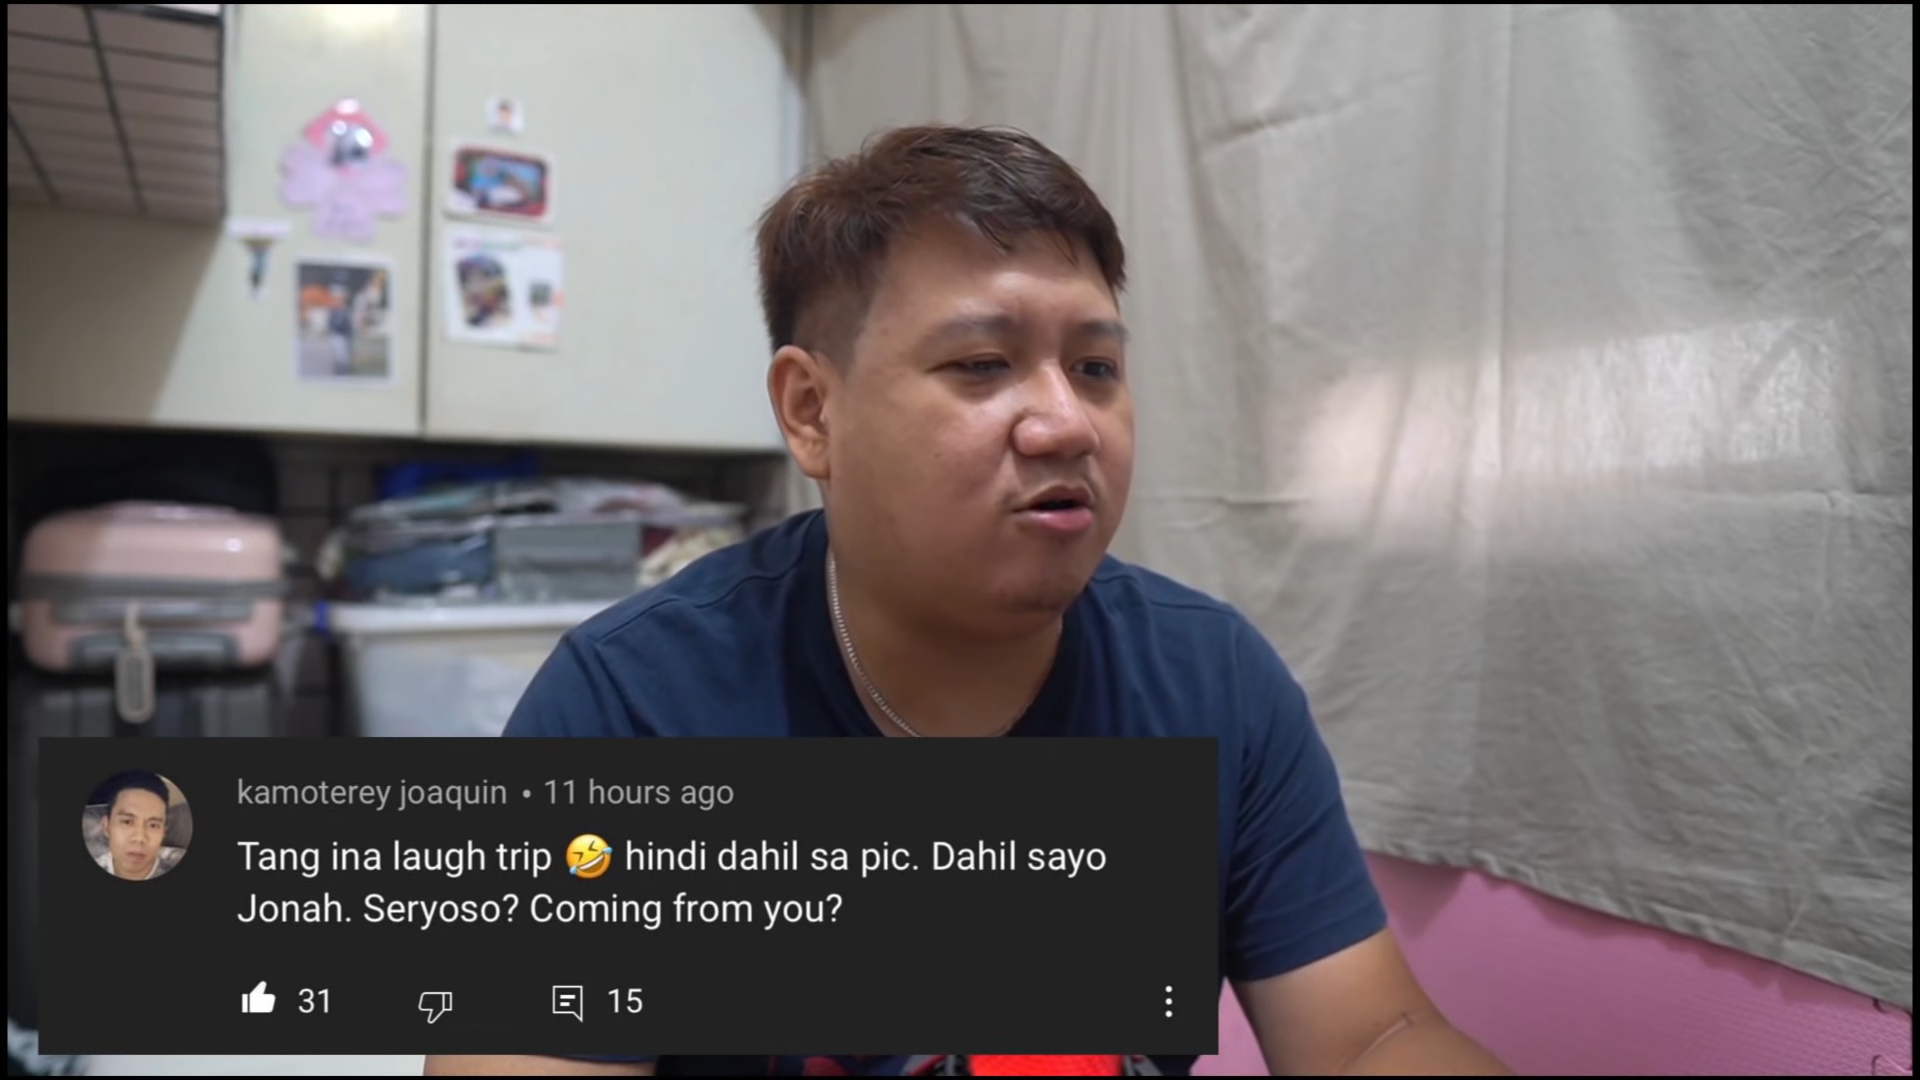 kamoterey joaquin • 11 hours ago
Tang ina laugh trip 🤣 hindi dahil sa pic. Dahil sayo
Jonah. Seryoso? Coming from you?
31
15